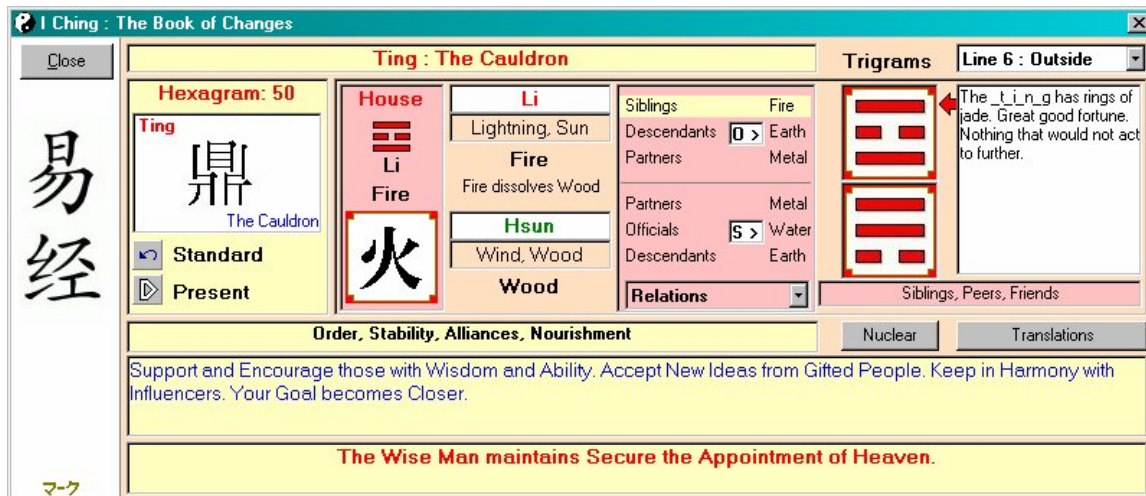 I Ching : The Book of Changes
Close
易
经
マーク
Ting : The Cauldron
Trigrams
Line 6 : Outside
Hexagram: 50
Ting
鼎
The Cauldron
Standard
Present
House
Li
Fire
火
Li
Lightning, Sun
Fire
Fire dissolves Wood
Hsun
Wind, Wood
Wood
Siblings Fire
Descendants O > Earth
Partners Metal
Partners Metal
Officials S > Water
Descendants Earth
Relations
The _t_i_n_g has rings of
jade. Great good fortune.
Nothing that would not act
to further.
Siblings, Peers, Friends
Order, Stability, Alliances, Nourishment
Nuclear
Translations
Support and Encourage those with Wisdom and Ability. Accept New Ideas from Gifted People. Keep in Harmony with
Influencers. Your Goal becomes Closer.
The Wise Man maintains Secure the Appointment of Heaven.